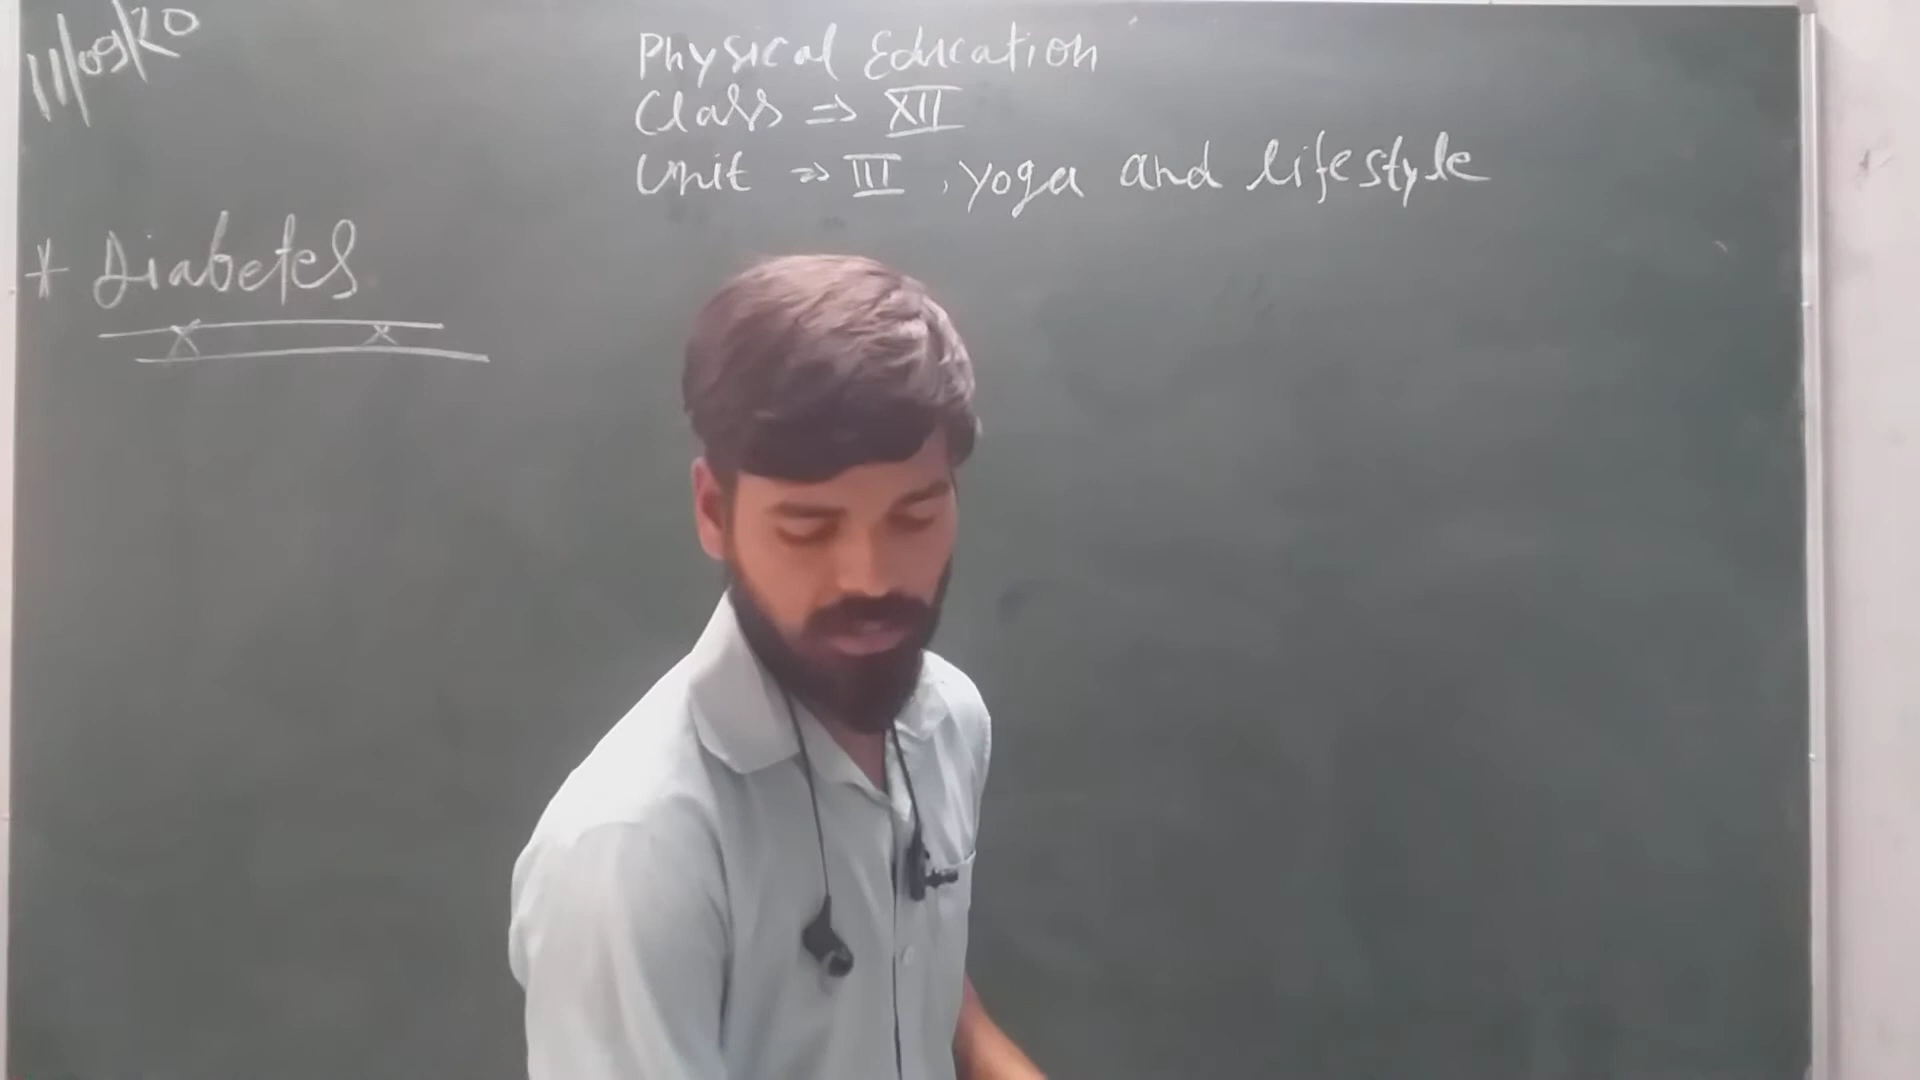 11/09/20
Physical Education
Class ⇒ XII
Unit ⇒ III, yoga and lifestyle
* Diabetes